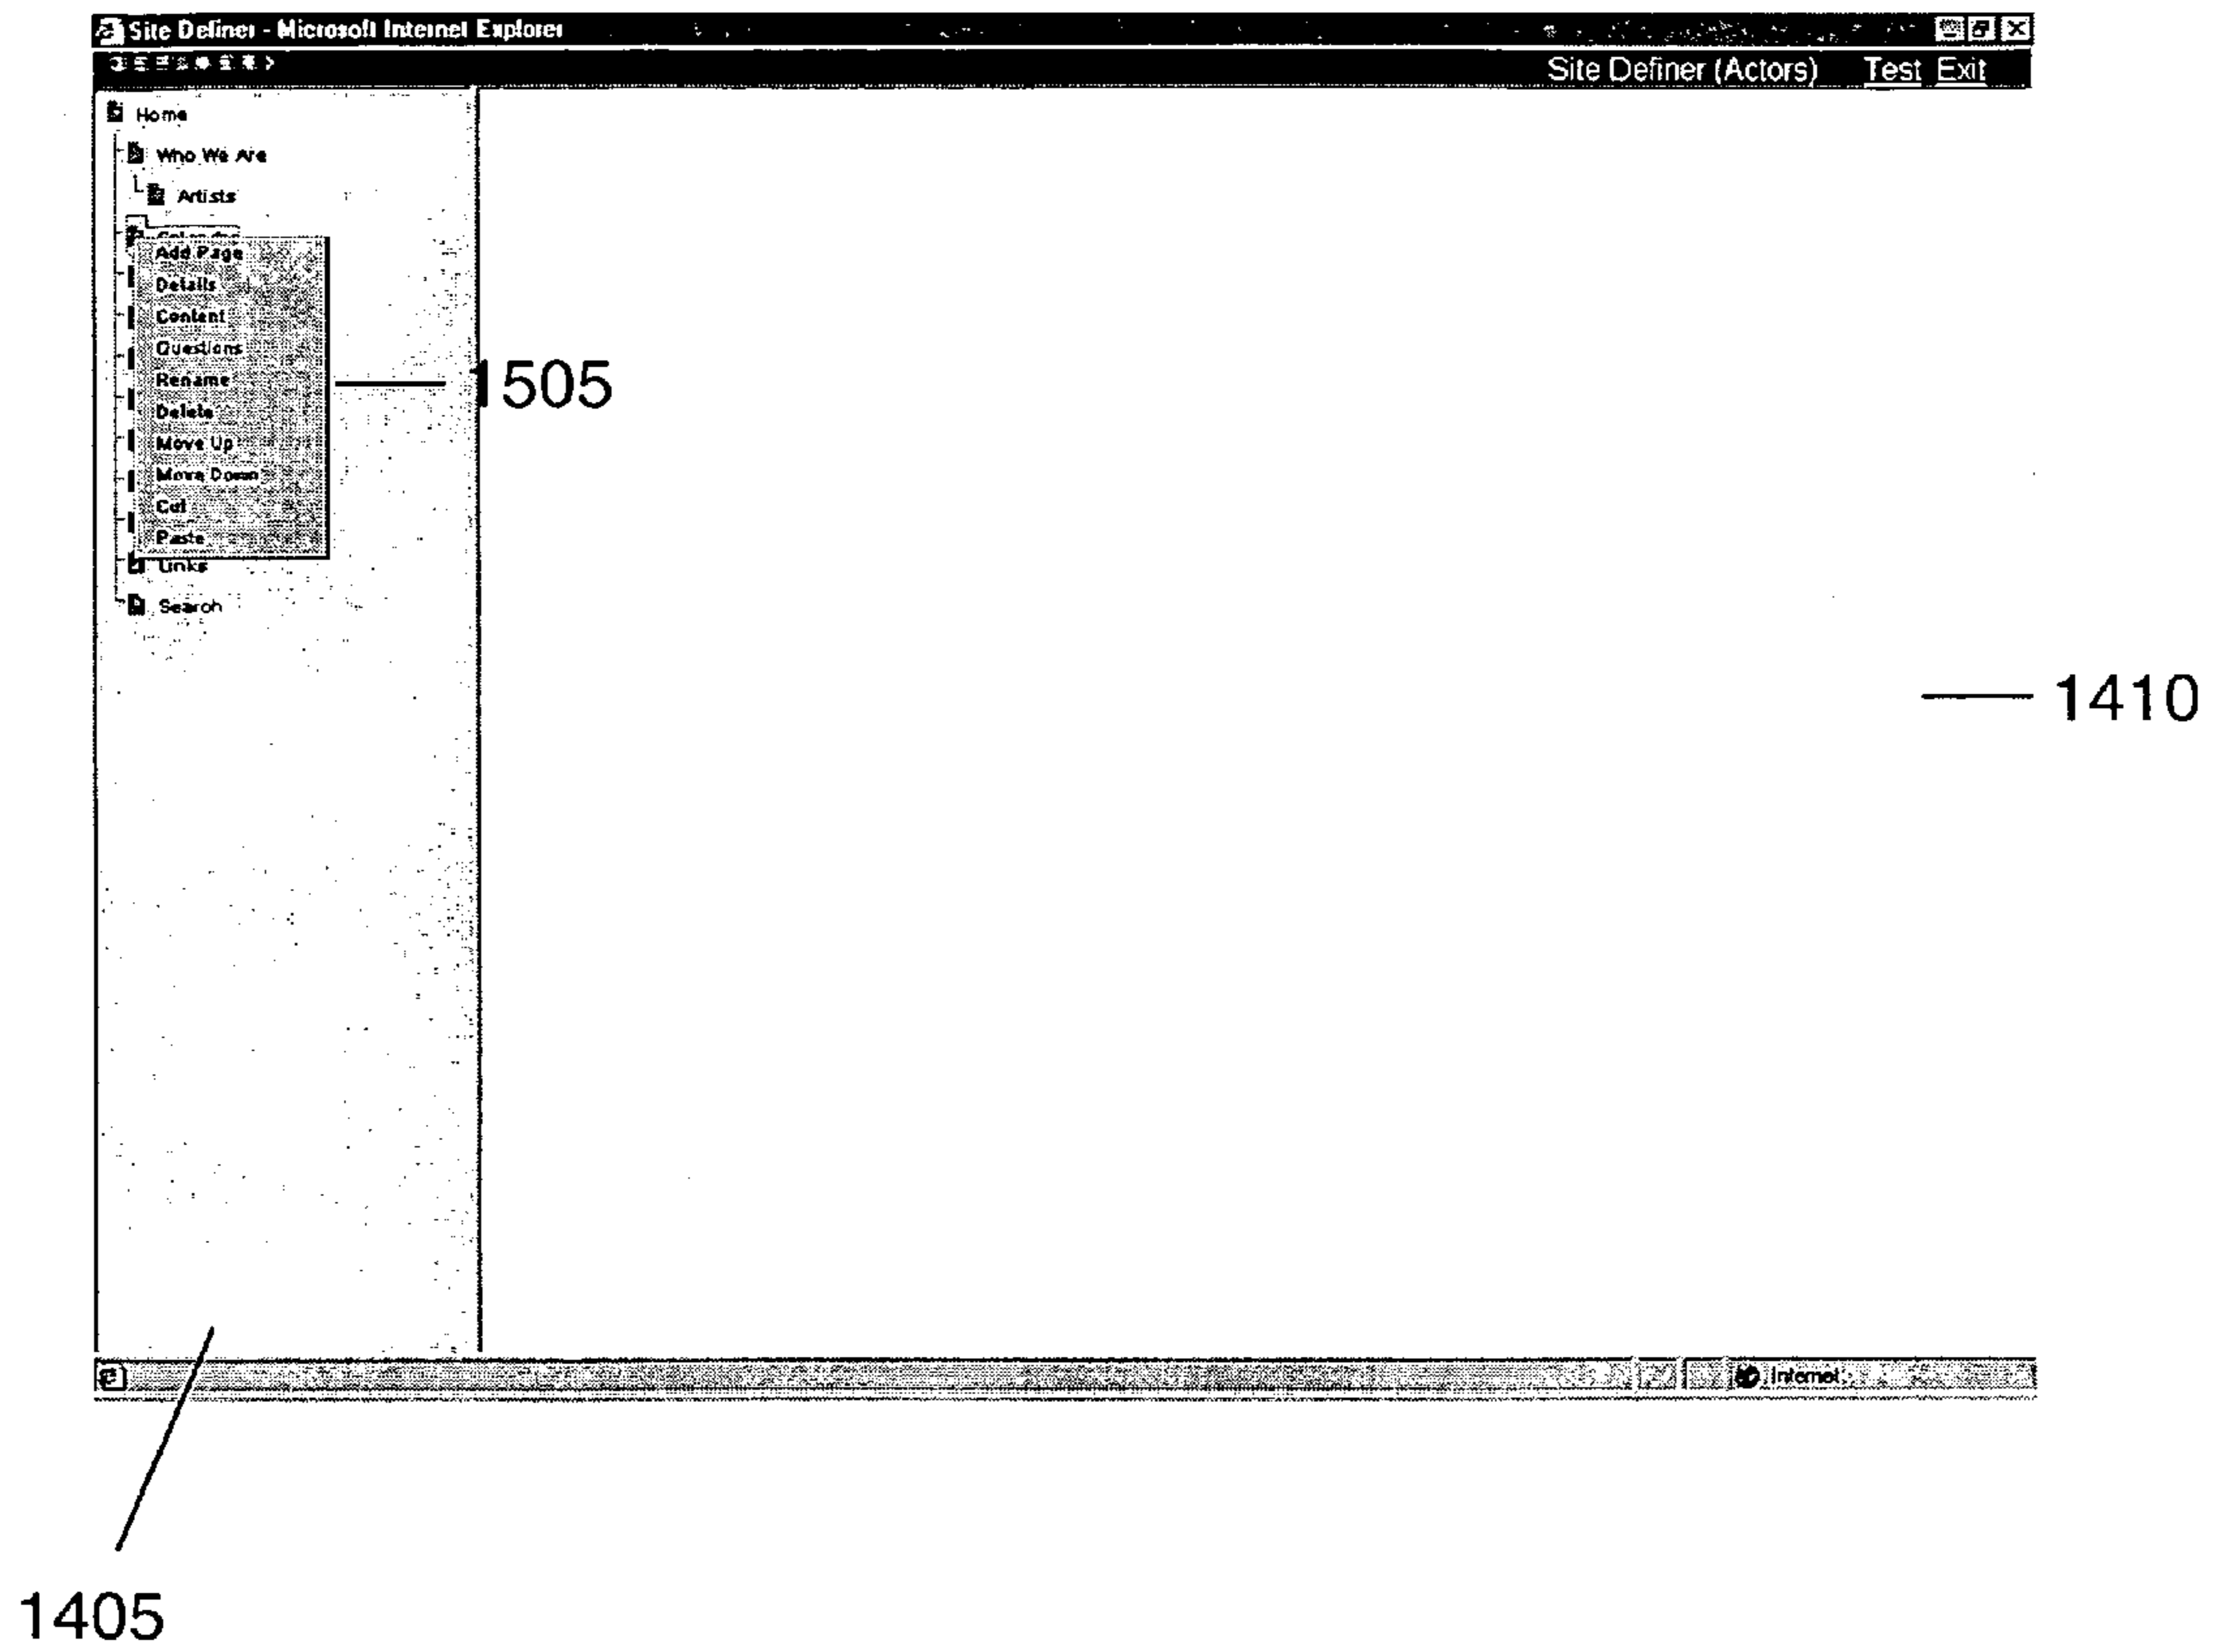 Site Definer - Microsoft Internet Explorer
Site Definer (Actors) Test Exit
Home
Who We Are
Artists
Calendar
Add Page
Details
Content
Questions
Rename
1505
Delete
Move Up
Move Down
Cut
Paste
Links
Search
1410
Internet
1405